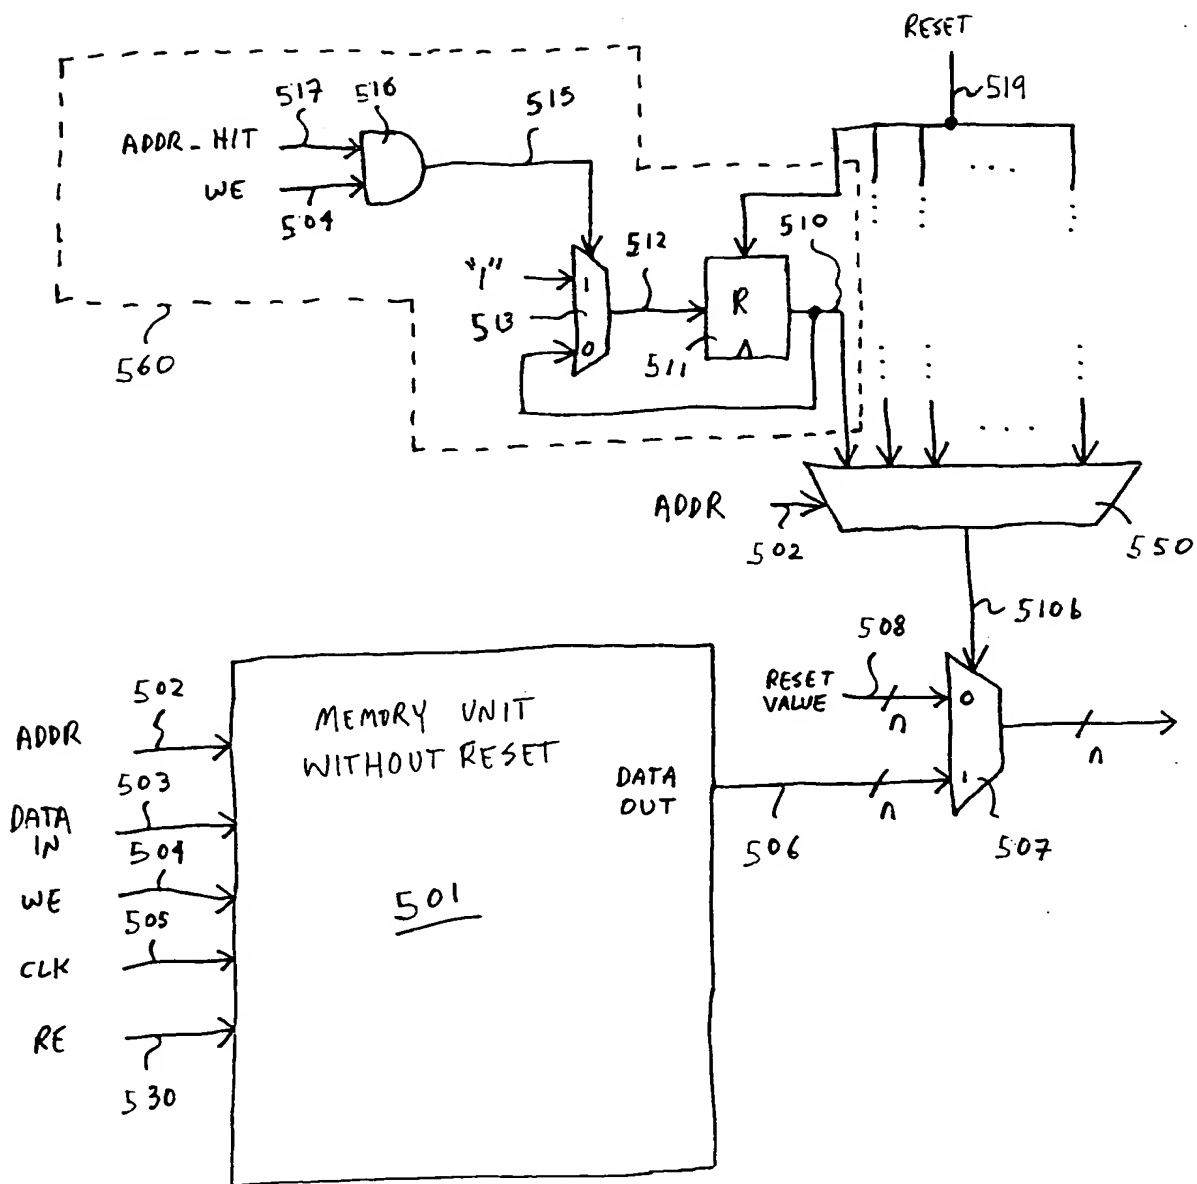 RESET
519
517 516 515
ADDR_HIT
WE
504
510
512
"1"
1
513
0
R
511
560
ADDR
502
550
510b
508
RESET
VALUE
n
0
n
1
507
502
ADDR
503
DATA
IN
504
WE
505
CLK
RE
530
MEMORY UNIT
WITHOUT RESET
DATA
OUT
501
n
506